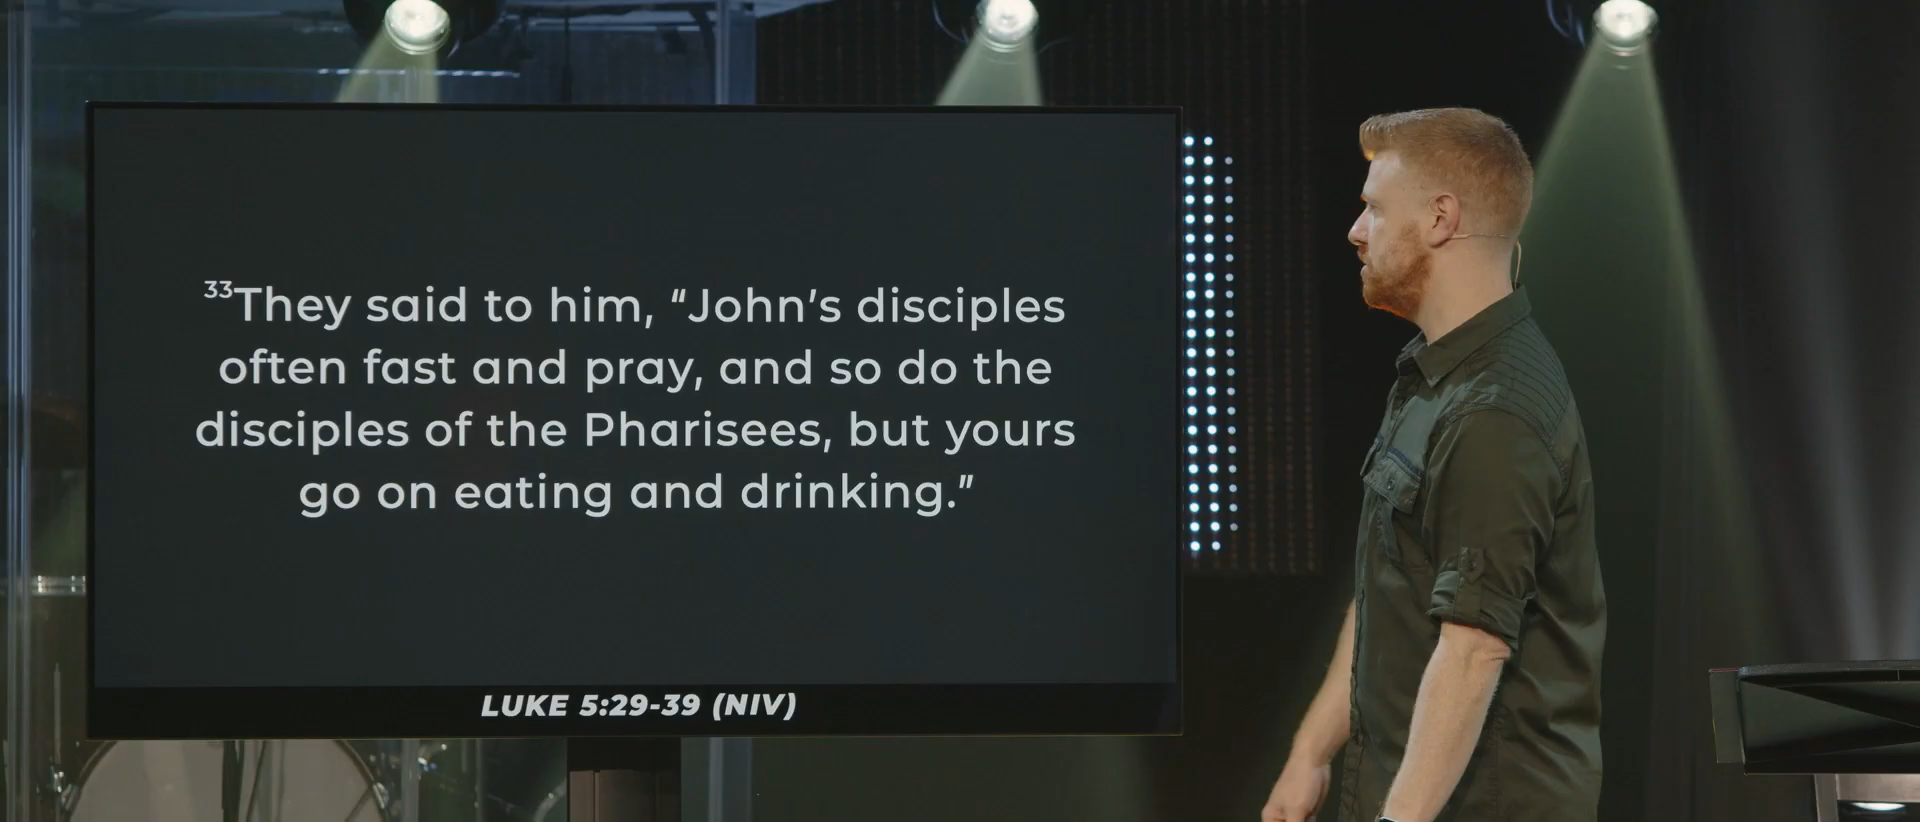 ³³They said to him, “John’s disciples
often fast and pray, and so do the
disciples of the Pharisees, but yours
go on eating and drinking.”
LUKE 5:29-39 (NIV)